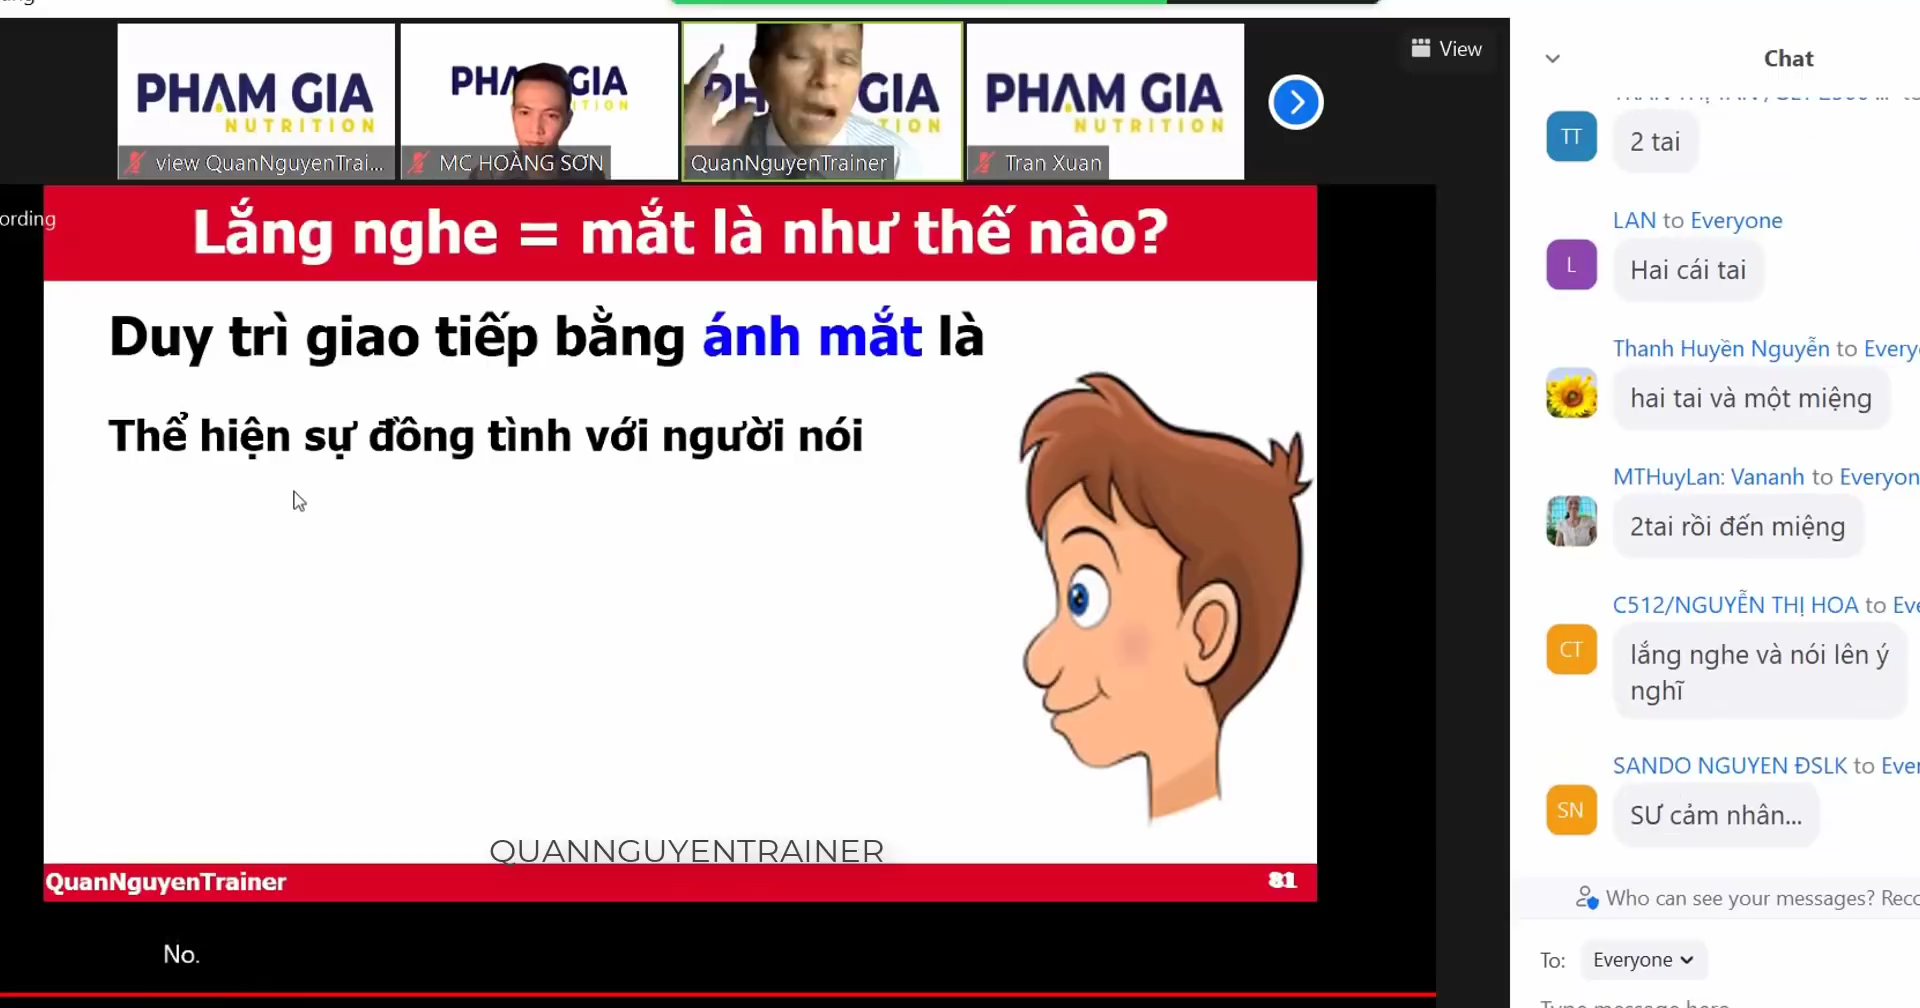 View
PHAM GIA
NUTRITION
view QuanNguyenTrai...
MC HOÀNG SƠN
GIA
QuanNguyenTrainer
PHAM GIA
NUTRITION
Tran Xuan
ording
Lắng nghe = mắt là như thế nào?
Duy trì giao tiếp bằng ánh mắt là
Thể hiện sự đồng tình với người nói
QUANNGUYENTRAINER
QuanNguyenTrainer
81
No.
Chat
TT
2 tai
LAN to Everyone
L
Hai cái tai
Thanh Huyền Nguyễn to Every
hai tai và một miệng
MTHuyLan: Vananh to Everyon
2tai rồi đến miệng
C512/NGUYỄN THỊ HOA to Eve
CT
lắng nghe và nói lên ý
nghĩ
SANDO NGUYEN ĐSLK to Ever
SN
SƯ cảm nhân...
Who can see your messages? Reco
To: Everyone
Type message here